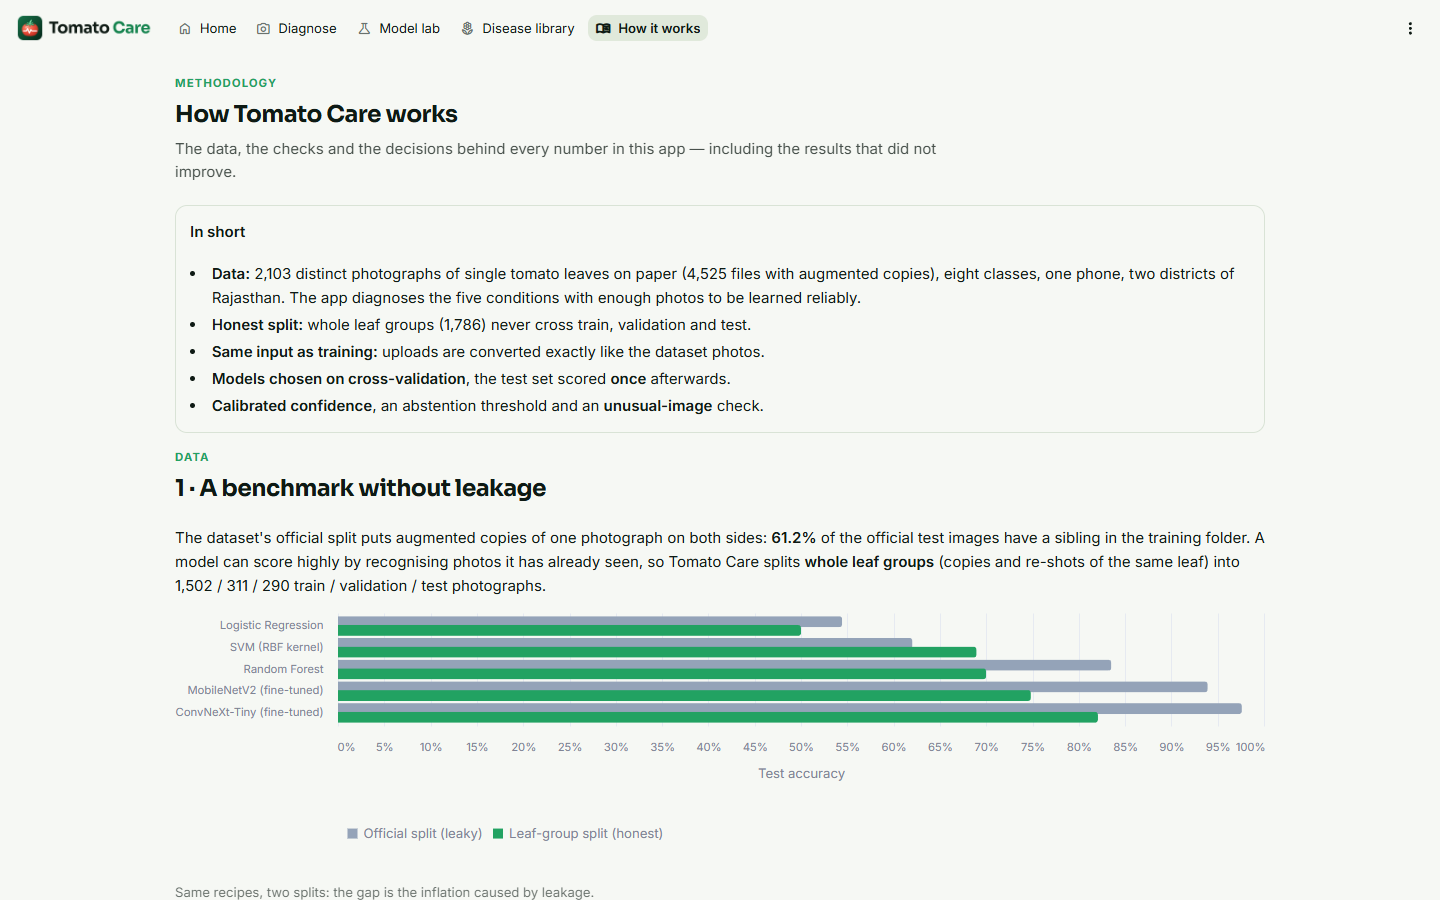 Tomato Care
Home
Diagnose
Model lab
Disease library
How it works
METHODOLOGY
How Tomato Care works
The data, the checks and the decisions behind every number in this app — including the results that did not
improve.
In short
• Data: 2,103 distinct photographs of single tomato leaves on paper (4,525 files with augmented copies), eight classes, one phone, two districts of
Rajasthan. The app diagnoses the five conditions with enough photos to be learned reliably.
• Honest split: whole leaf groups (1,786) never cross train, validation and test.
• Same input as training: uploads are converted exactly like the dataset photos.
• Models chosen on cross-validation, the test set scored once afterwards.
• Calibrated confidence, an abstention threshold and an unusual-image check.
DATA
1 · A benchmark without leakage
The dataset's official split puts augmented copies of one photograph on both sides: 61.2% of the official test images have a sibling in the training folder. A
model can score highly by recognising photos it has already seen, so Tomato Care splits whole leaf groups (copies and re-shots of the same leaf) into
1,502 / 311 / 290 train / validation / test photographs.
Logistic Regression
SVM (RBF kernel)
Random Forest
MobileNetV2 (fine-tuned)
ConvNeXt-Tiny (fine-tuned)
0% 5% 10% 15% 20% 25% 30% 35% 40% 45% 50% 55% 60% 65% 70% 75% 80% 85% 90% 95% 100%
Test accuracy
Official split (leaky) Leaf-group split (honest)
Same recipes, two splits: the gap is the inflation caused by leakage.